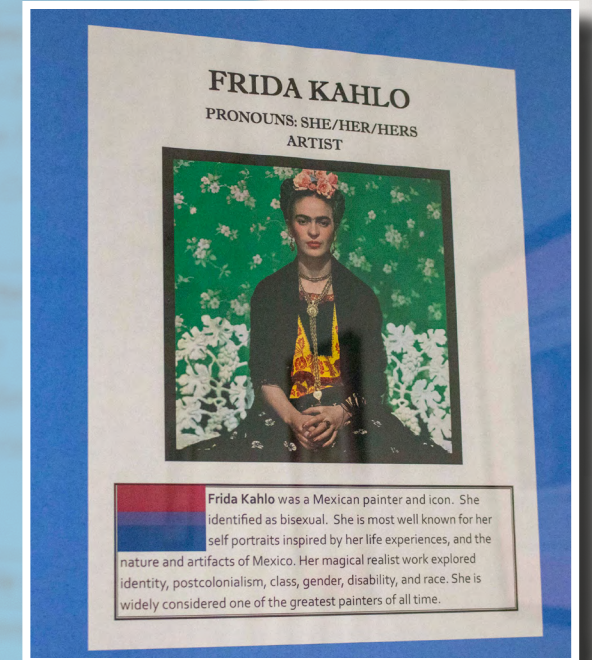 FRIDA KAHLO
PRONOUNS: SHE/HER/HERS
ARTIST
Frida Kahlo was a Mexican painter and icon. She
identified as bisexual. She is most well known for her
self portraits inspired by her life experiences, and the
nature and artifacts of Mexico. Her magical realist work explored
identity, postcolonialism, class, gender, disability, and race. She is
widely considered one of the greatest painters of all time.